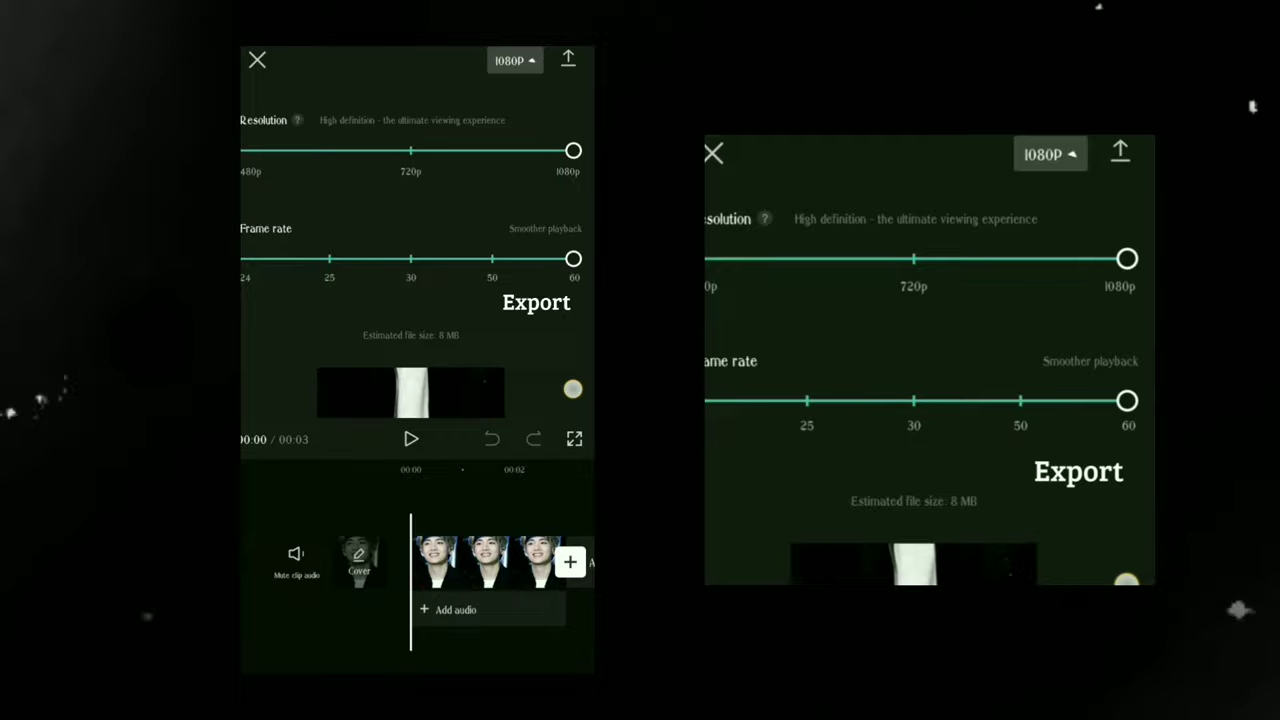 1080P
Resolution ? High definition - the ultimate viewing experience
480p 720p 1080p
Frame rate Smoother playback
24 25 30 50 60
Export
Estimated file size: 8 MB
00:00 / 00:03
00:00 00:02
Mute clip audio
Cover
A
+ Add audio
1080P
solution ? High definition - the ultimate viewing experience
0p 720p 1080p
ame rate Smoother playback
25 30 50 60
Export
Estimated file size: 8 MB